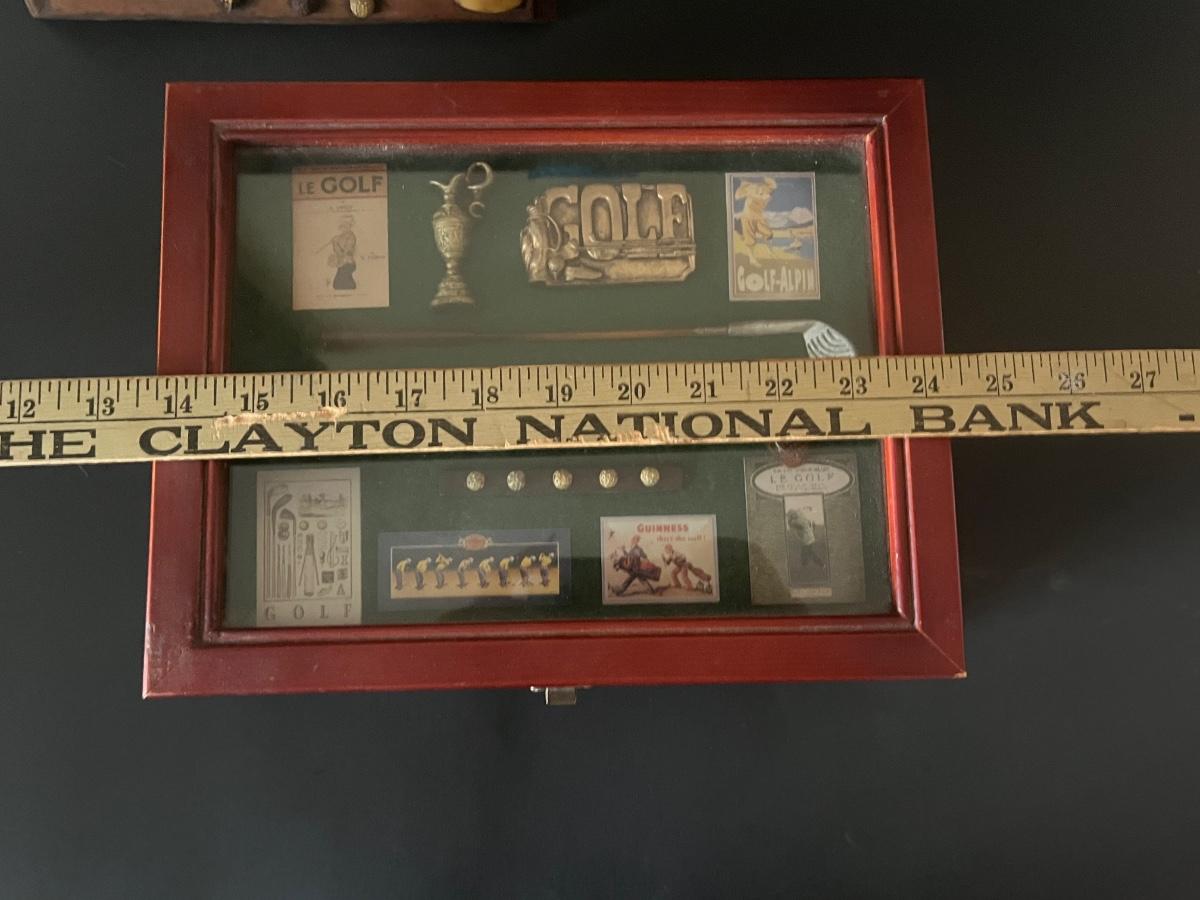 LE GOLF
GOLF
GOLF-ALPIN
12 13 14 15 16 17 18 19 20 21 22 23 24 25 26 27
HE CLAYTON NATIONAL BANK -
LE GOLF
GUINNESS
GOLF